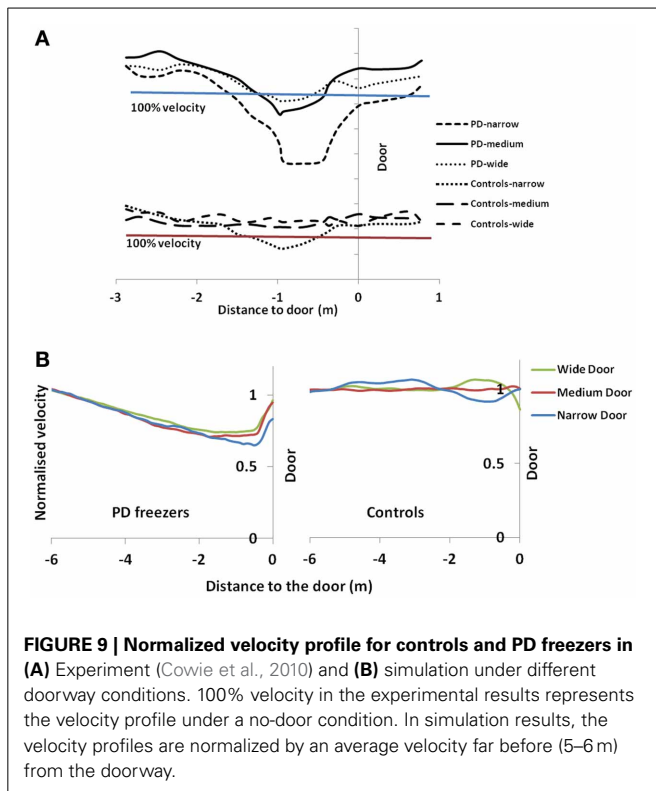 A
100% velocity
Door
PD-narrow
PD-medium
PD-wide
Controls-narrow
Controls-medium
Controls-wide
100% velocity
-3 -2 -1 0 1
Distance to door (m)
B
Normalised velocity
1
0.5
0
Door
PD freezers
-6 -4 -2 0
1
0.5
0
Door
Controls
-6 -4 -2 0
Wide Door
Medium Door
Narrow Door
Distance to the door (m)
FIGURE 9 | Normalized velocity profile for controls and PD freezers in
(A) Experiment (Cowie et al., 2010) and (B) simulation under different
doorway conditions. 100% velocity in the experimental results represents
the velocity profile under a no-door condition. In simulation results, the
velocity profiles are normalized by an average velocity far before (5–6 m)
from the doorway.